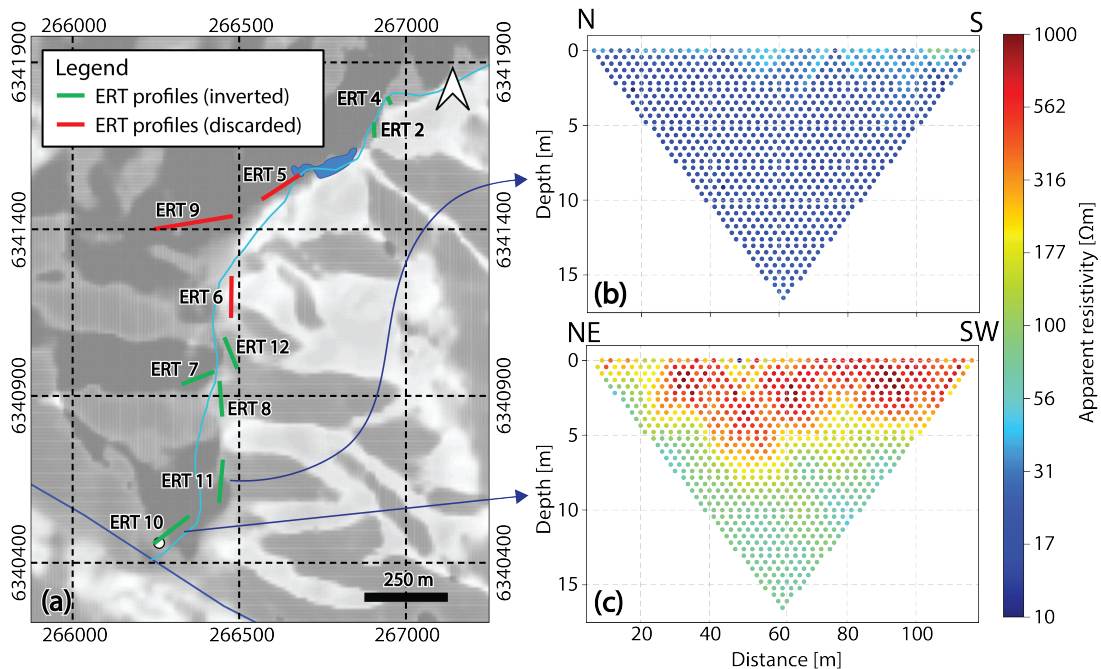 266000 266500 267000
6341900
6341400
6340900
6340400
Legend
ERT profiles (inverted)
ERT profiles (discarded)
ERT 4
ERT 2
ERT 5
ERT 9
ERT 6
ERT 12
ERT 7
ERT 8
ERT 11
ERT 10
250 m
(a)
6341900
6341400
6340900
6340400
266000 266500 267000
N S
0
5
10
15
Depth [m]
(b)
NE SW
0
5
10
15
Depth [m]
(c)
20 40 60 80 100
Distance [m]
1000
562
316
177
100
56
31
17
10
Apparent resistivity [Ωm]